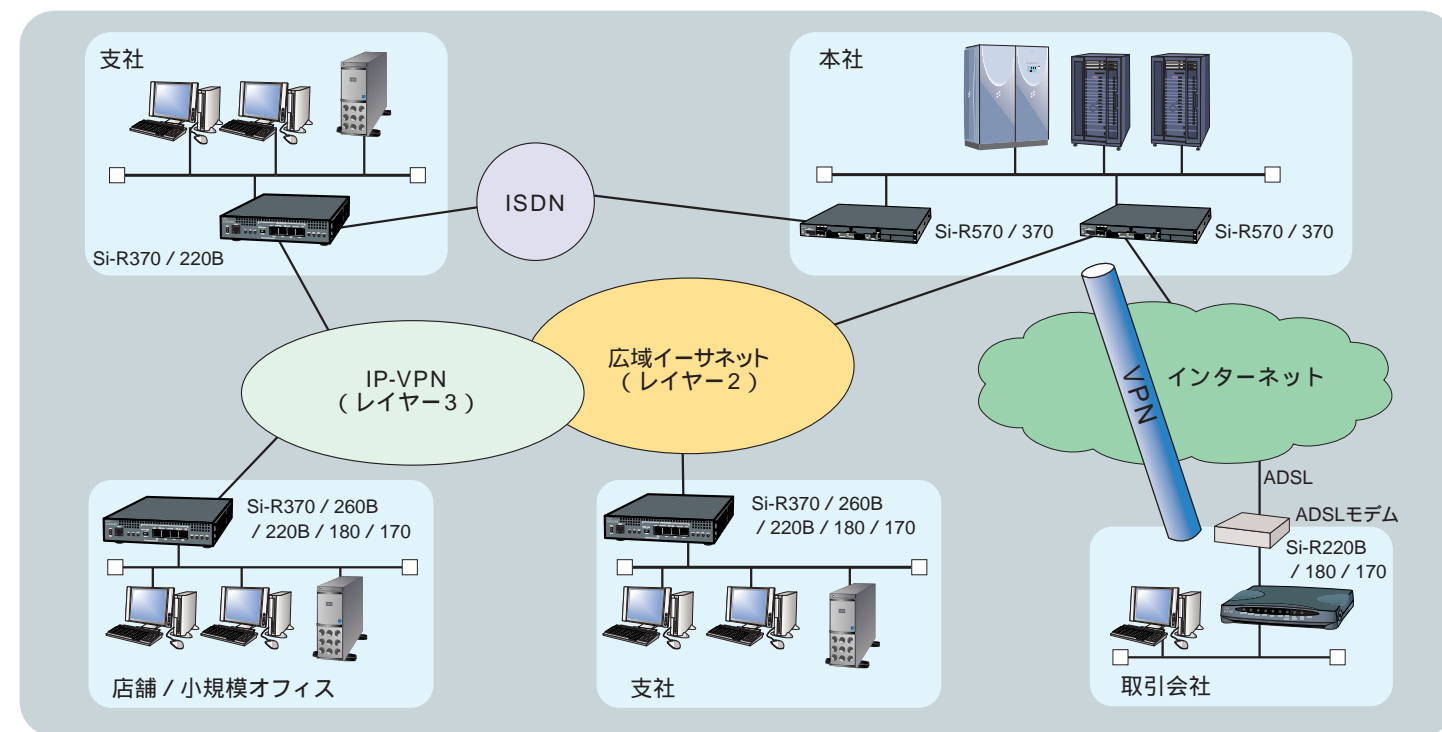 支社
Si-R370 / 220B
ISDN
本社
Si-R570 / 370
Si-R570 / 370
IP-VPN
(レイヤー3)
広域イーサネット
(レイヤー2)
VPN
インターネット
ADSL
ADSLモデム
Si-R370 / 260B
/ 220B / 180 / 170
店舗 / 小規模オフィス
Si-R370 / 260B
/ 220B / 180 / 170
支社
Si-R220B
/ 180 / 170
取引会社